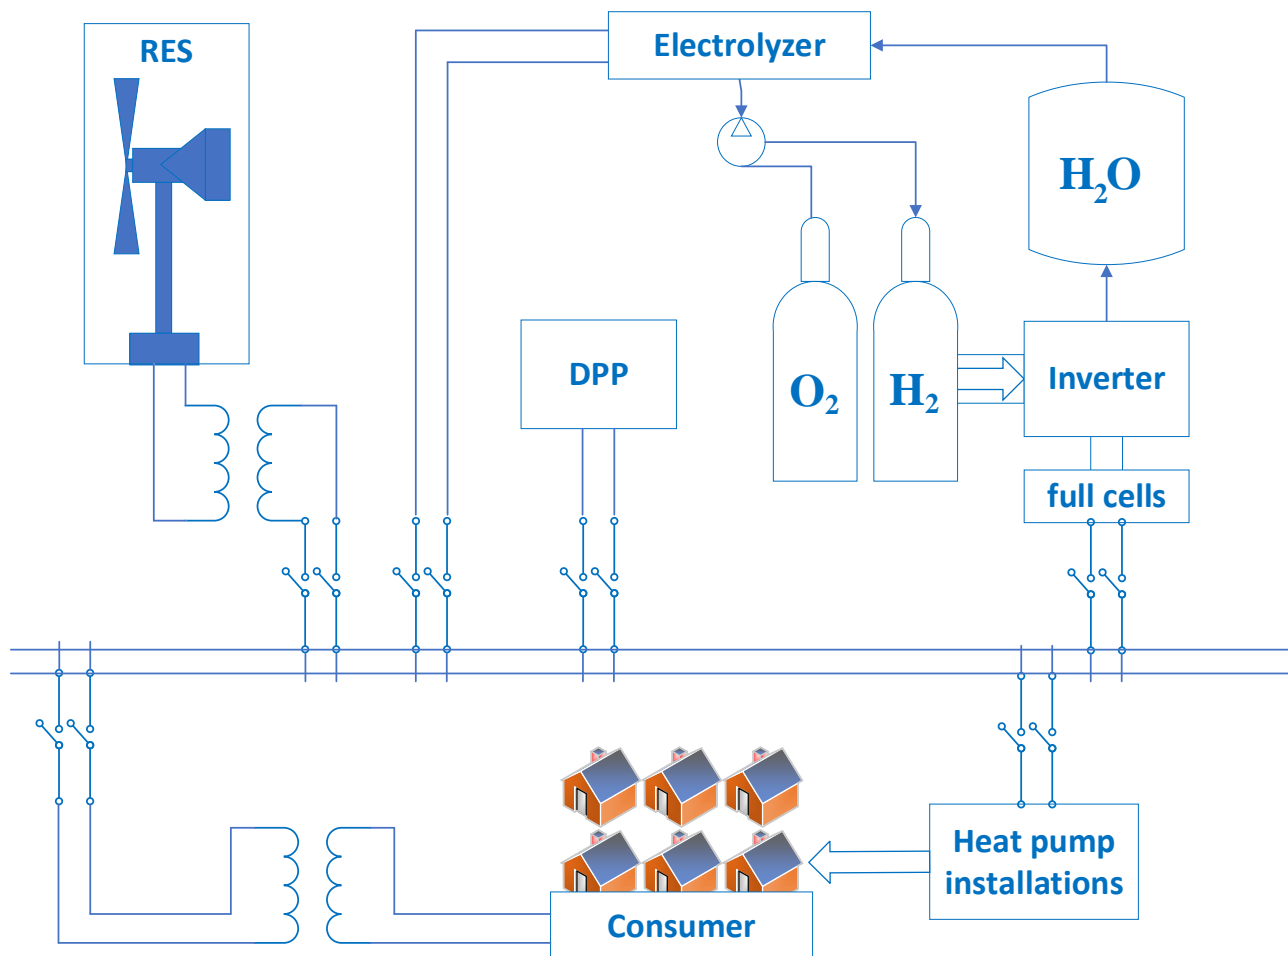 RES
Electrolyzer
H₂O
DPP
O₂
H₂
Inverter
full cells
Heat pump
installations
Consumer